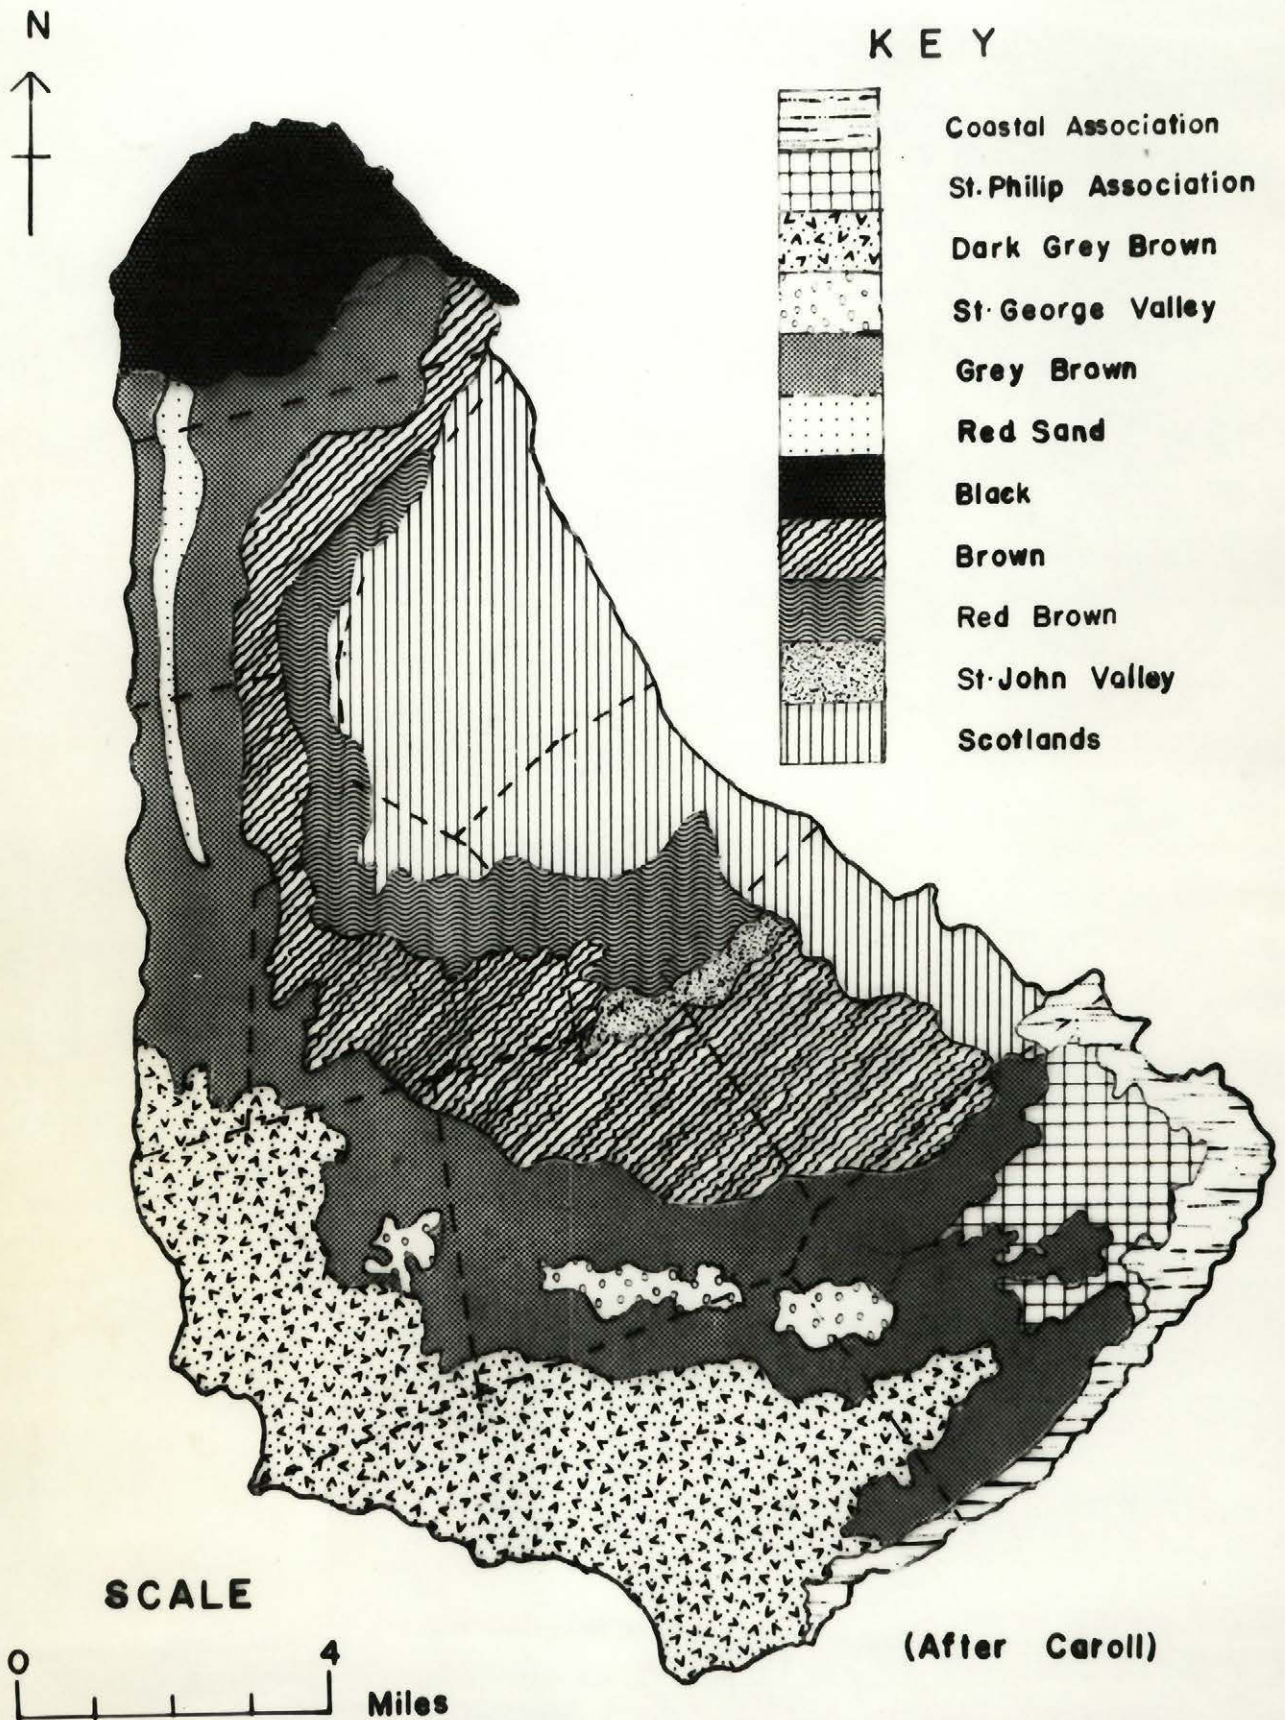 N
K E Y
Coastal Association
St. Philip Association
Dark Grey Brown
St. George Valley
Grey Brown
Red Sand
Black
Brown
Red Brown
St. John Valley
Scotlands
SCALE
0 4
Miles
(After Caroll)